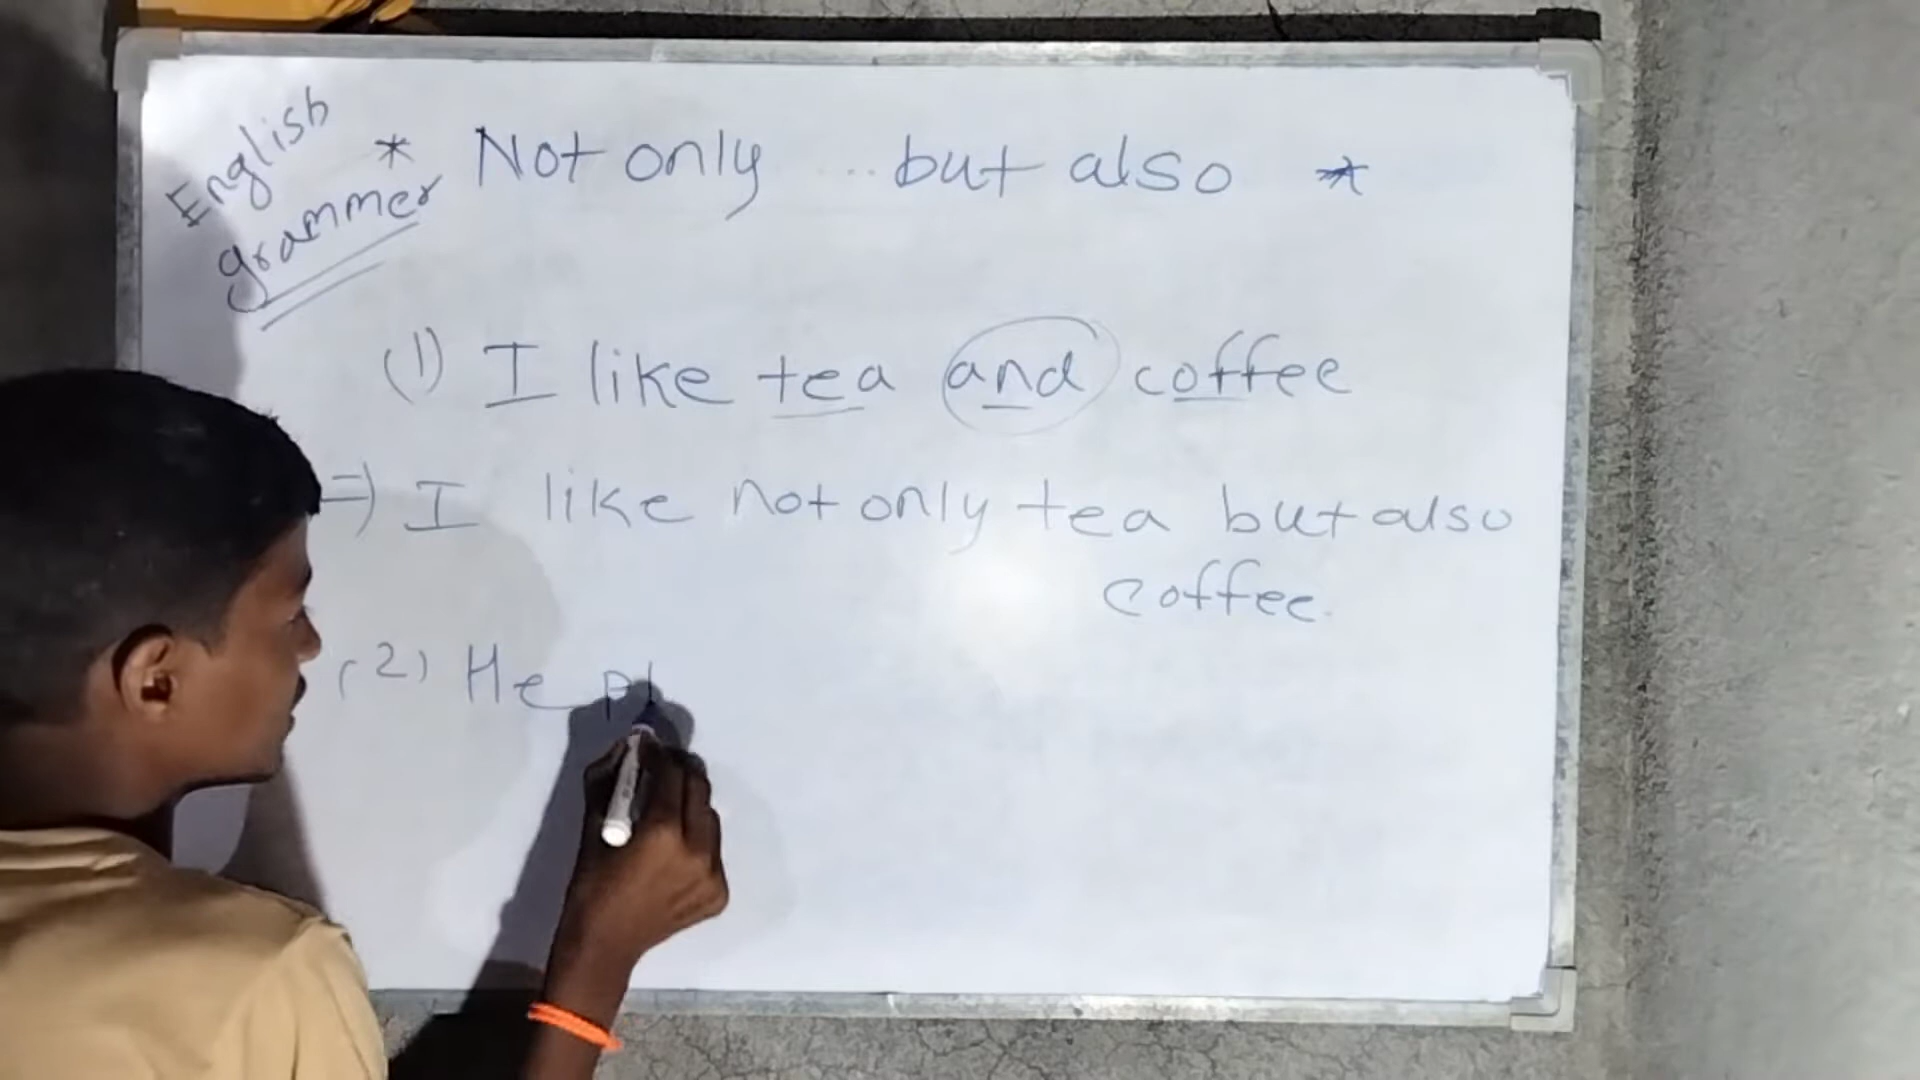 English
grammer
* Not only ... but also *
(1) I like tea and coffee
=) I like not only tea but also
coffee.
(2) He pl